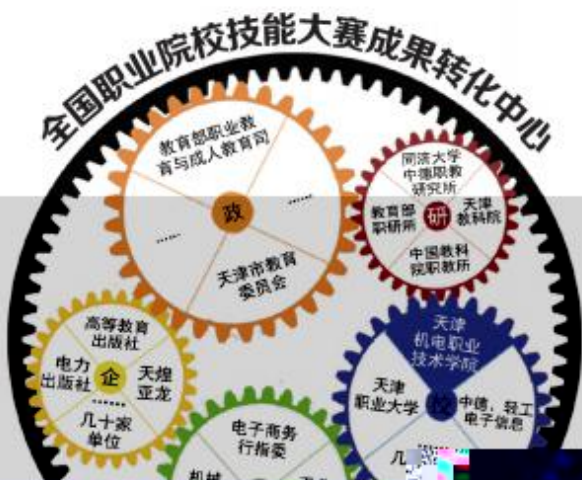 全国职业院校技能大赛成果转化中心
教育部职业教
育与成人教育司
政
......
......
天津市教育
委员会
同济大学
中德职教
研究所
教育部
职研所
研
天津
教科院
中国教科
院职教所
高等教育
出版社
电力
出版社
企
天煌
亚龙
......
几十家
单位
天津
机电职业
技术学院
天津
职业大学
校
中德，轻工
电子信息
......
电子商务
行指委
机械